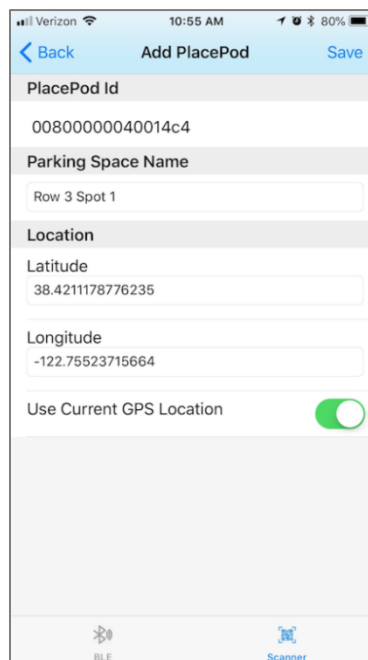 Verizon 10:55 AM 80%
Back Add PlacePod Save
PlacePod Id
00800000040014c4
Parking Space Name
Row 3 Spot 1
Location
Latitude
38.4211178776235
Longitude
-122.75523715664
Use Current GPS Location
BLE Scanner